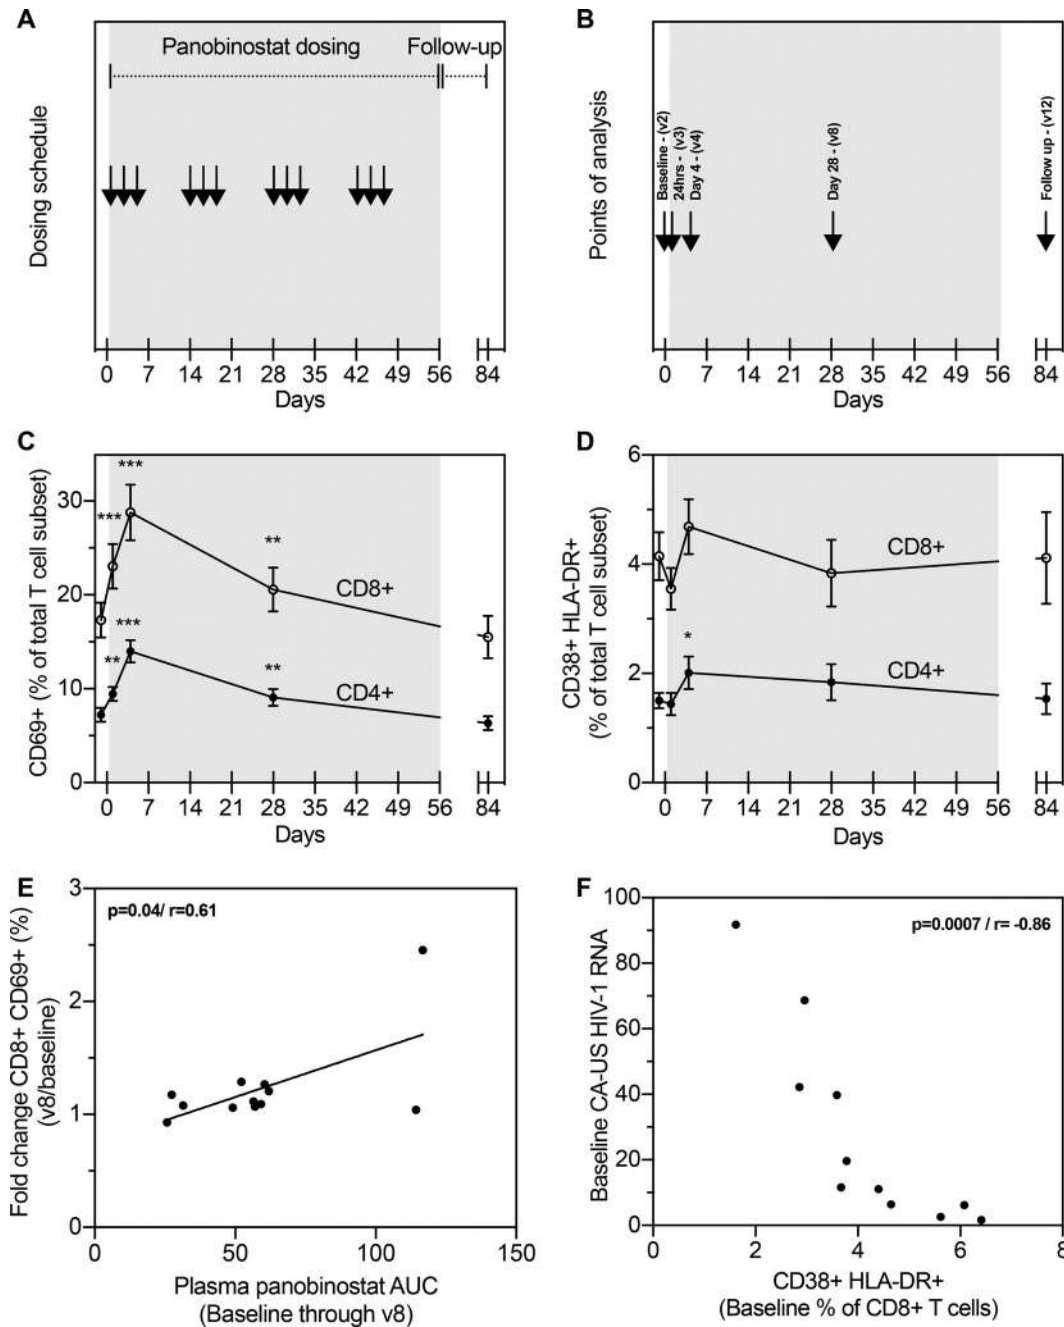 A
Panobinostat dosing
Follow-up
Dosing schedule
0 7 14 21 28 35 42 49 56 84
Days
B
Points of analysis
Baseline - (v2)
24hrs - (v3)
Day 4 - (v4)
Day 28 - (v8)
Follow up - (v12)
0 7 14 21 28 35 42 49 56 84
Days
C
CD69+ (% of total T cell subset)
30
20
10
0
***
***
**
CD8+
***
**
**
CD4+
0 7 14 21 28 35 42 49 56 84
Days
D
CD38+ HLA-DR+
(% of total T cell subset)
6
4
2
0
CD8+
*
CD4+
0 7 14 21 28 35 42 49 56 84
Days
E
p=0.04/ r=0.61
Fold change CD8+ CD69+ (%)
(v8/baseline)
3
2
1
0
0 50 100 150
Plasma panobinostat AUC
(Baseline through v8)
F
p=0.0007 / r= -0.86
Baseline CA-US HIV-1 RNA
100
80
60
40
20
0
0 2 4 6 8
CD38+ HLA-DR+
(Baseline % of CD8+ T cells)